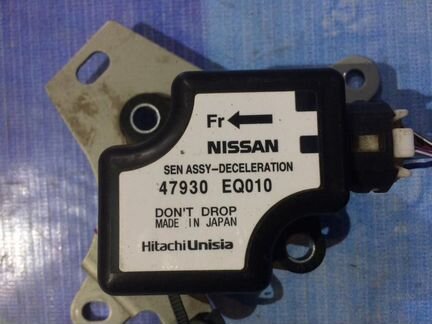 Fr ←
NISSAN
SEN ASSY-DECELERATION
47930 EQ010
DON'T DROP
MADE IN JAPAN
HitachiUnisia